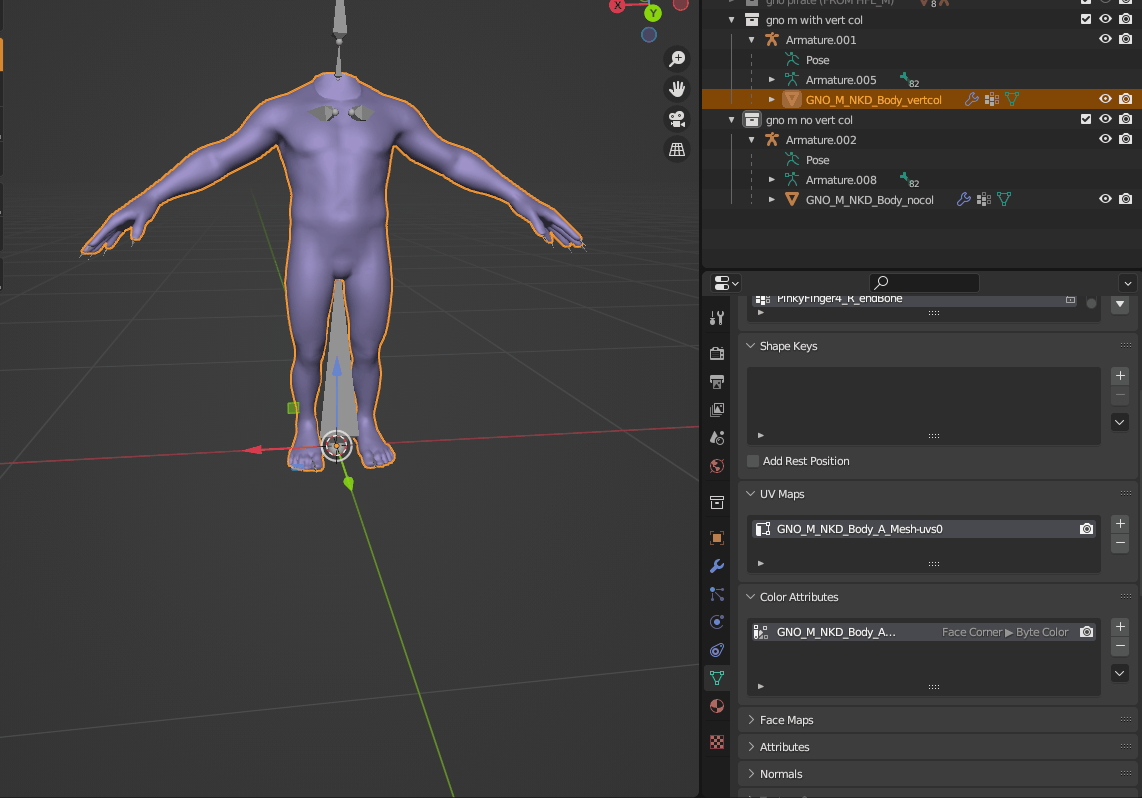 gno pirate (FROM HFL_M)
8
X
Y
gno m with vert col
Armature.001
Pose
Armature.005
82
GNO_M_NKD_Body_vertcol
gno m no vert col
Armature.002
Pose
Armature.008
82
GNO_M_NKD_Body_nocol
PinkyFinger4_R_endBone
Shape Keys
Add Rest Position
UV Maps
GNO_M_NKD_Body_A_Mesh-uvs0
Color Attributes
GNO_M_NKD_Body_A... Face Corner ▶ Byte Color
Face Maps
Attributes
Normals